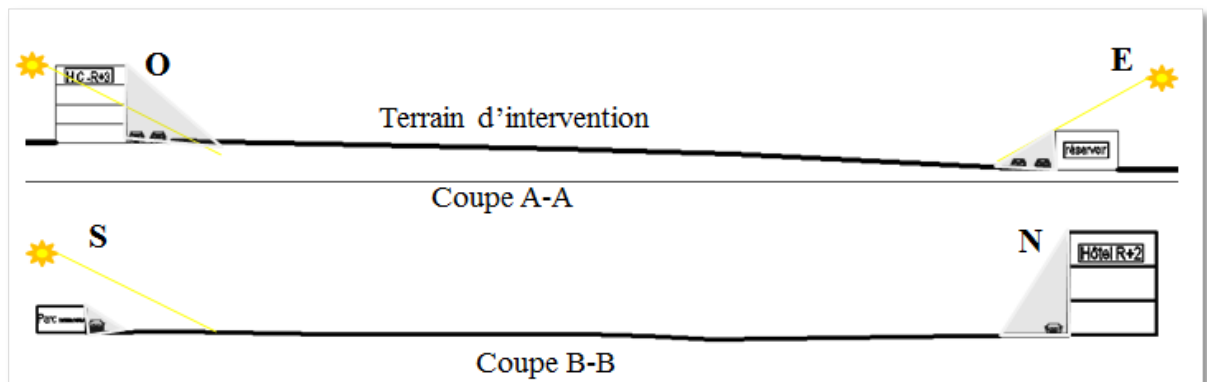 O
E
H.C-R+3
Terrain d'intervention
réservoir
Coupe A-A
S
N
Hôtel R+2
Parc
Coupe B-B